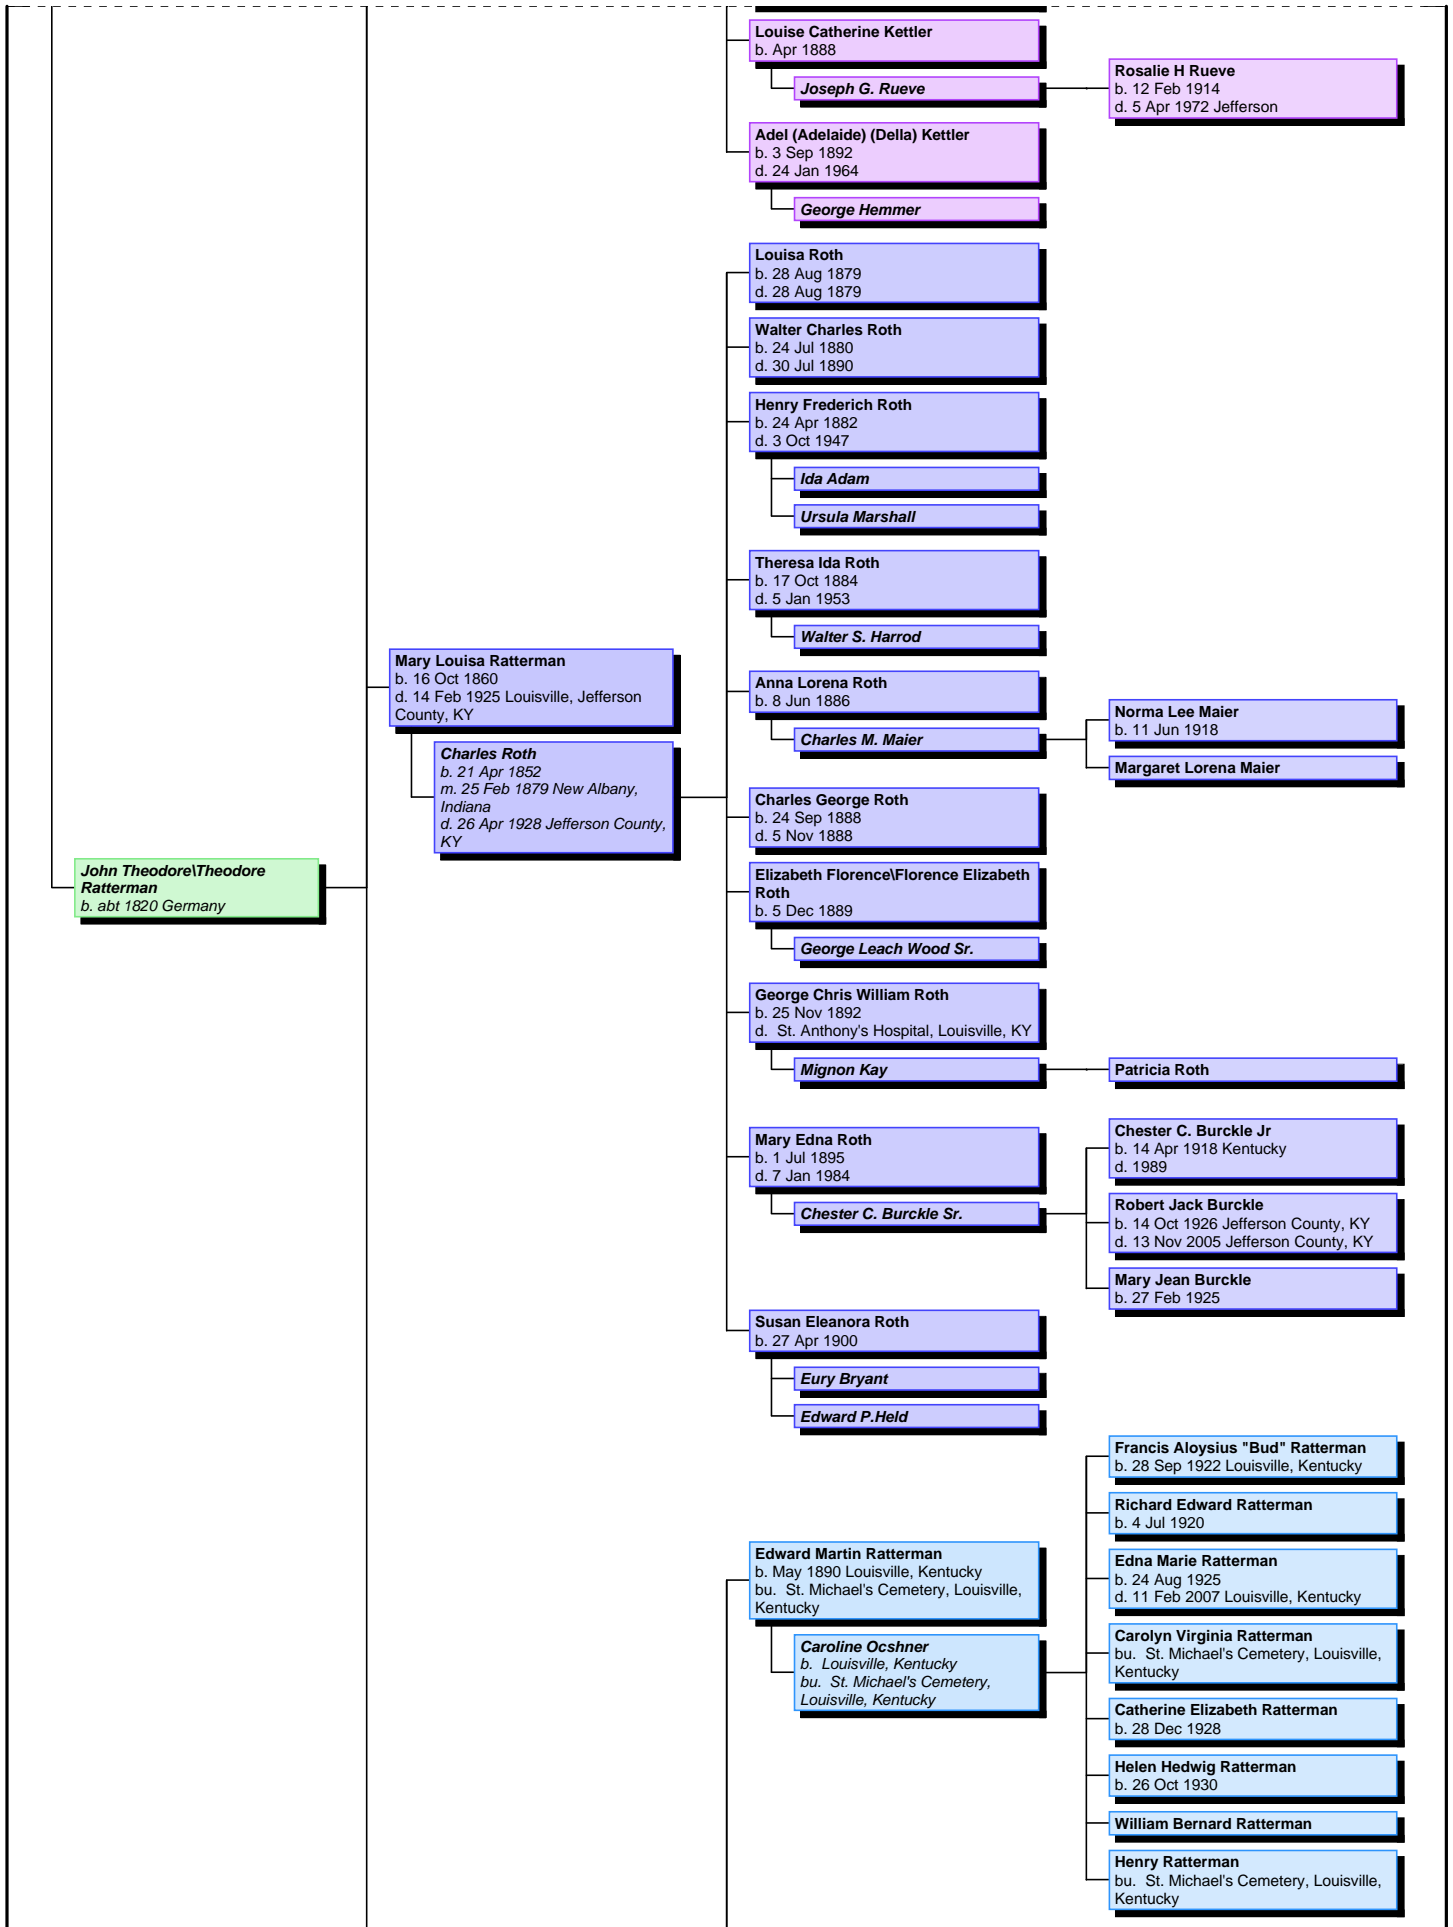 Louise Catherine Kettler
b. Apr 1888
Joseph G. Rueve
Rosalie H Rueve
b. 12 Feb 1914
d. 5 Apr 1972 Jefferson
Adel (Adelaide) (Della) Kettler
b. 3 Sep 1892
d. 24 Jan 1964
George Hemmer
Louisa Roth
b. 28 Aug 1879
d. 28 Aug 1879
Walter Charles Roth
b. 24 Jul 1880
d. 30 Jul 1890
Henry Frederich Roth
b. 24 Apr 1882
d. 3 Oct 1947
Ida Adam
Ursula Marshall
Theresa Ida Roth
b. 17 Oct 1884
d. 5 Jan 1953
Walter S. Harrod
Mary Louisa Ratterman
b. 16 Oct 1860
d. 14 Feb 1925 Louisville, Jefferson
County, KY
Charles Roth
b. 21 Apr 1852
m. 25 Feb 1879 New Albany,
Indiana
d. 26 Apr 1928 Jefferson County,
KY
Anna Lorena Roth
b. 8 Jun 1886
Charles M. Maier
Norma Lee Maier
b. 11 Jun 1918
Margaret Lorena Maier
Charles George Roth
b. 24 Sep 1888
d. 5 Nov 1888
John Theodore\Theodore
Ratterman
b. abt 1820 Germany
Elizabeth Florence\Florence Elizabeth
Roth
b. 5 Dec 1889
George Leach Wood Sr.
George Chris William Roth
b. 25 Nov 1892
d.  St. Anthony's Hospital, Louisville, KY
Mignon Kay
Patricia Roth
Mary Edna Roth
b. 1 Jul 1895
d. 7 Jan 1984
Chester C. Burckle Sr.
Chester C. Burckle Jr
b. 14 Apr 1918 Kentucky
d. 1989
Robert Jack Burckle
b. 14 Oct 1926 Jefferson County, KY
d. 13 Nov 2005 Jefferson County, KY
Mary Jean Burckle
b. 27 Feb 1925
Susan Eleanora Roth
b. 27 Apr 1900
Eury Bryant
Edward P.Held
Edward Martin Ratterman
b. May 1890 Louisville, Kentucky
bu.  St. Michael's Cemetery, Louisville,
Kentucky
Caroline Ocshner
b.  Louisville, Kentucky
bu.  St. Michael's Cemetery,
Louisville, Kentucky
Francis Aloysius "Bud" Ratterman
b. 28 Sep 1922 Louisville, Kentucky
Richard Edward Ratterman
b. 4 Jul 1920
Edna Marie Ratterman
b. 24 Aug 1925
d. 11 Feb 2007 Louisville, Kentucky
Carolyn Virginia Ratterman
bu.  St. Michael's Cemetery, Louisville,
Kentucky
Catherine Elizabeth Ratterman
b. 28 Dec 1928
Helen Hedwig Ratterman
b. 26 Oct 1930
William Bernard Ratterman
Henry Ratterman
bu.  St. Michael's Cemetery, Louisville,
Kentucky